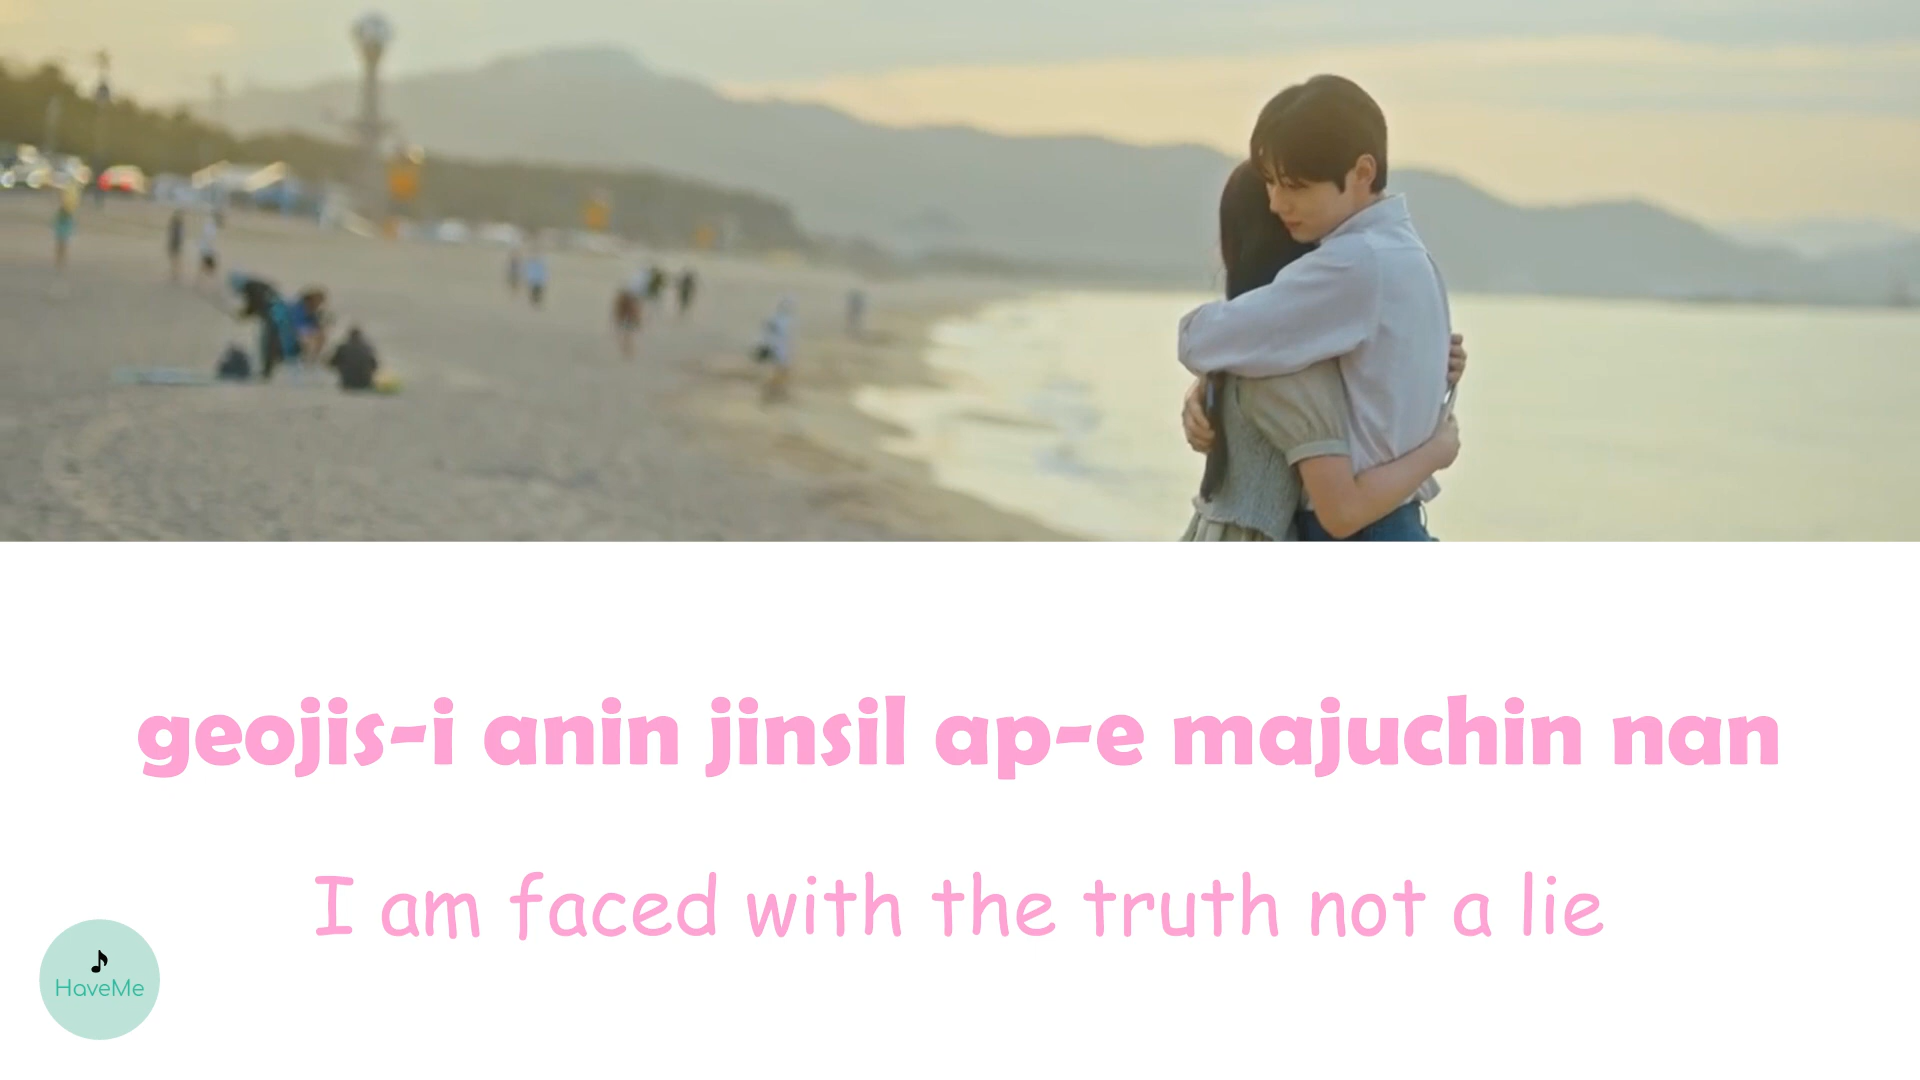 geojis-i anin jinsil ap-e majuchin nan
I am faced with the truth not a lie
HaveMe